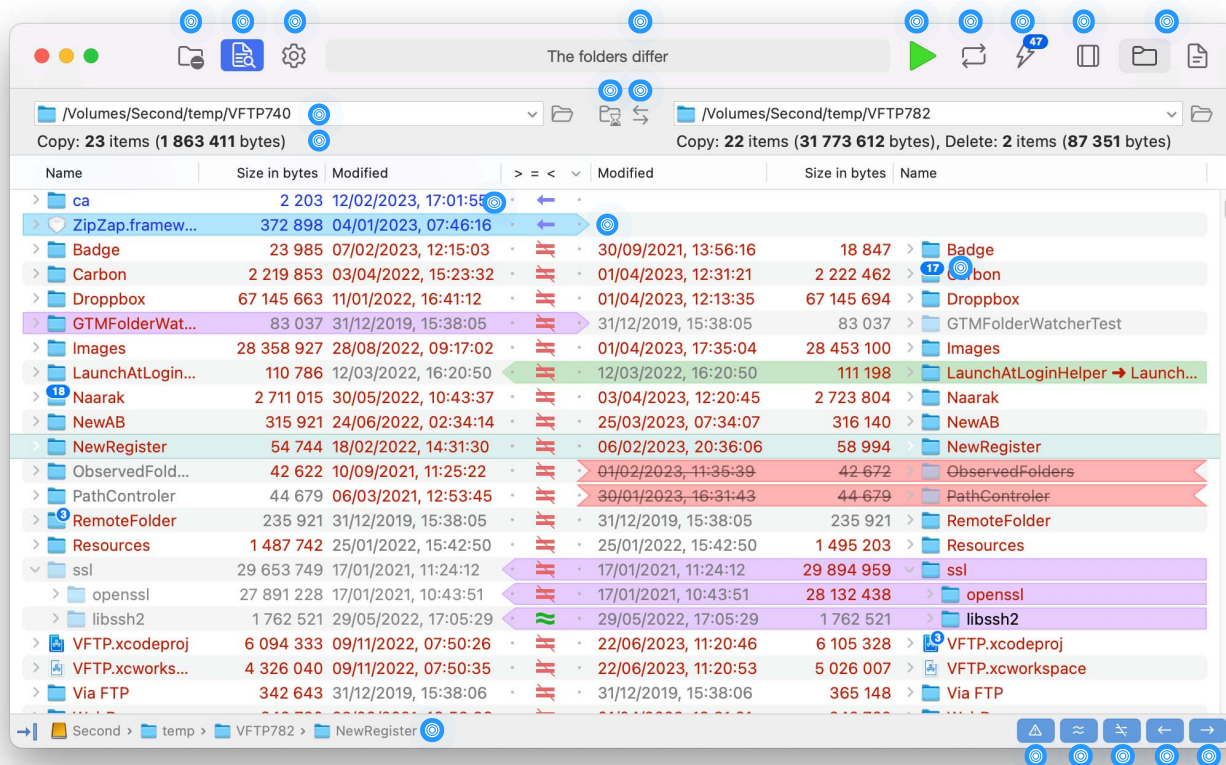 The folders differ
47
/Volumes/Second/temp/VFTP740
/Volumes/Second/temp/VFTP782
Copy: 23 items (1 863 411 bytes)
Copy: 22 items (31 773 612 bytes), Delete: 2 items (87 351 bytes)
Name Size in bytes Modified > = < Modified Size in bytes Name
ca 2 203 12/02/2023, 17:01:55
ZipZap.framew... 372 898 04/01/2023, 07:46:16
Badge 23 985 07/02/2023, 12:15:03 30/09/2021, 13:56:16 18 847 Badge
Carbon 2 219 853 03/04/2022, 15:23:32 01/04/2023, 12:31:21 2 222 462 17 Carbon
Droppbox 67 145 663 11/01/2022, 16:41:12 01/04/2023, 12:13:35 67 145 694 Droppbox
GTMFolderWat... 83 037 31/12/2019, 15:38:05 31/12/2019, 15:38:05 83 037 GTMFolderWatcherTest
Images 28 358 927 28/08/2022, 09:17:02 01/04/2023, 17:35:04 28 453 100 Images
LaunchAtLogin... 110 786 12/03/2022, 16:20:50 12/03/2022, 16:20:50 111 198 LaunchAtLoginHelper ➜ Launch...
18 Naarak 2 711 015 30/05/2022, 10:43:37 03/04/2023, 12:20:45 2 723 804 Naarak
NewAB 315 921 24/06/2022, 02:34:14 25/03/2023, 07:34:07 316 140 NewAB
NewRegister 54 744 18/02/2022, 14:31:30 06/02/2023, 20:36:06 58 994 NewRegister
ObservedFold... 42 622 10/09/2021, 11:25:22 01/02/2023, 11:35:39 42 672 ObservedFolders
PathControler 44 679 06/03/2021, 12:53:45 30/01/2023, 16:31:43 44 679 PathControler
3 RemoteFolder 235 921 31/12/2019, 15:38:05 31/12/2019, 15:38:05 235 921 RemoteFolder
Resources 1 487 742 25/01/2022, 15:42:50 25/01/2022, 15:42:50 1 495 203 Resources
ssl 29 653 749 17/01/2021, 11:24:12 17/01/2021, 11:24:12 29 894 959 ssl
openssl 27 891 228 17/01/2021, 10:43:51 17/01/2021, 10:43:51 28 132 438 openssl
libssh2 1 762 521 29/05/2022, 17:05:29 ≈ 29/05/2022, 17:05:29 1 762 521 libssh2
VFTP.xcodeproj 6 094 333 09/11/2022, 07:50:26 22/06/2023, 11:20:46 6 105 328 3 VFTP.xcodeproj
VFTP.xcworks... 4 326 040 09/11/2022, 07:50:35 22/06/2023, 11:20:53 5 026 007 VFTP.xcworkspace
Via FTP 342 643 31/12/2019, 15:38:06 31/12/2019, 15:38:06 365 148 Via FTP
Second › temp › VFTP782 › NewRegister